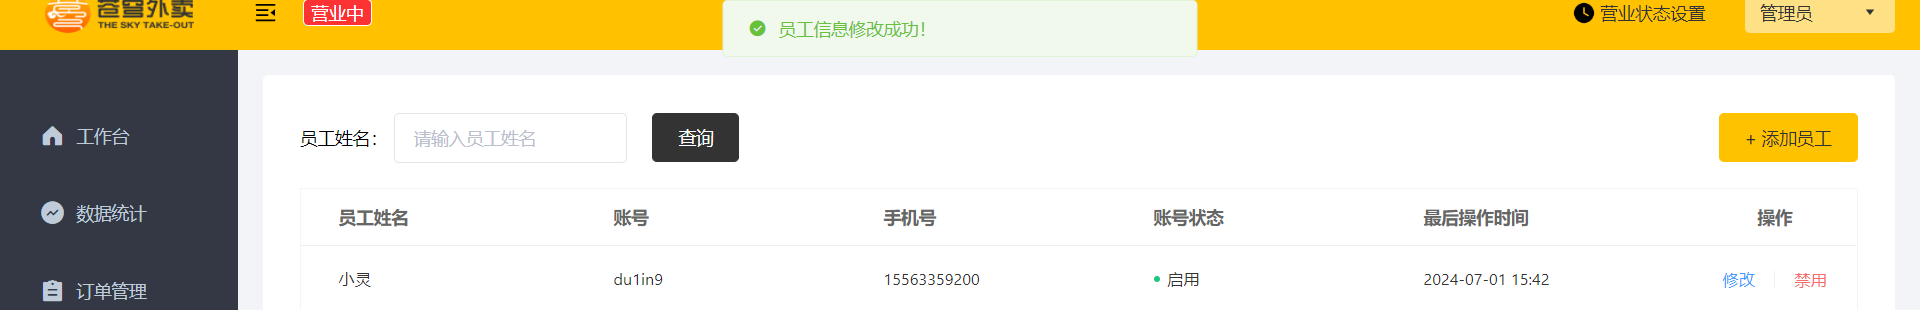 苍穹外卖
THE SKY TAKE-OUT
营业中
员工信息修改成功!
营业状态设置
管理员
工作台
数据统计
订单管理
员工姓名: 请输入员工姓名 查询 + 添加员工
员工姓名 账号 手机号 账号状态 最后操作时间 操作
小灵 du1in9 15563359200 启用 2024-07-01 15:42 修改 禁用